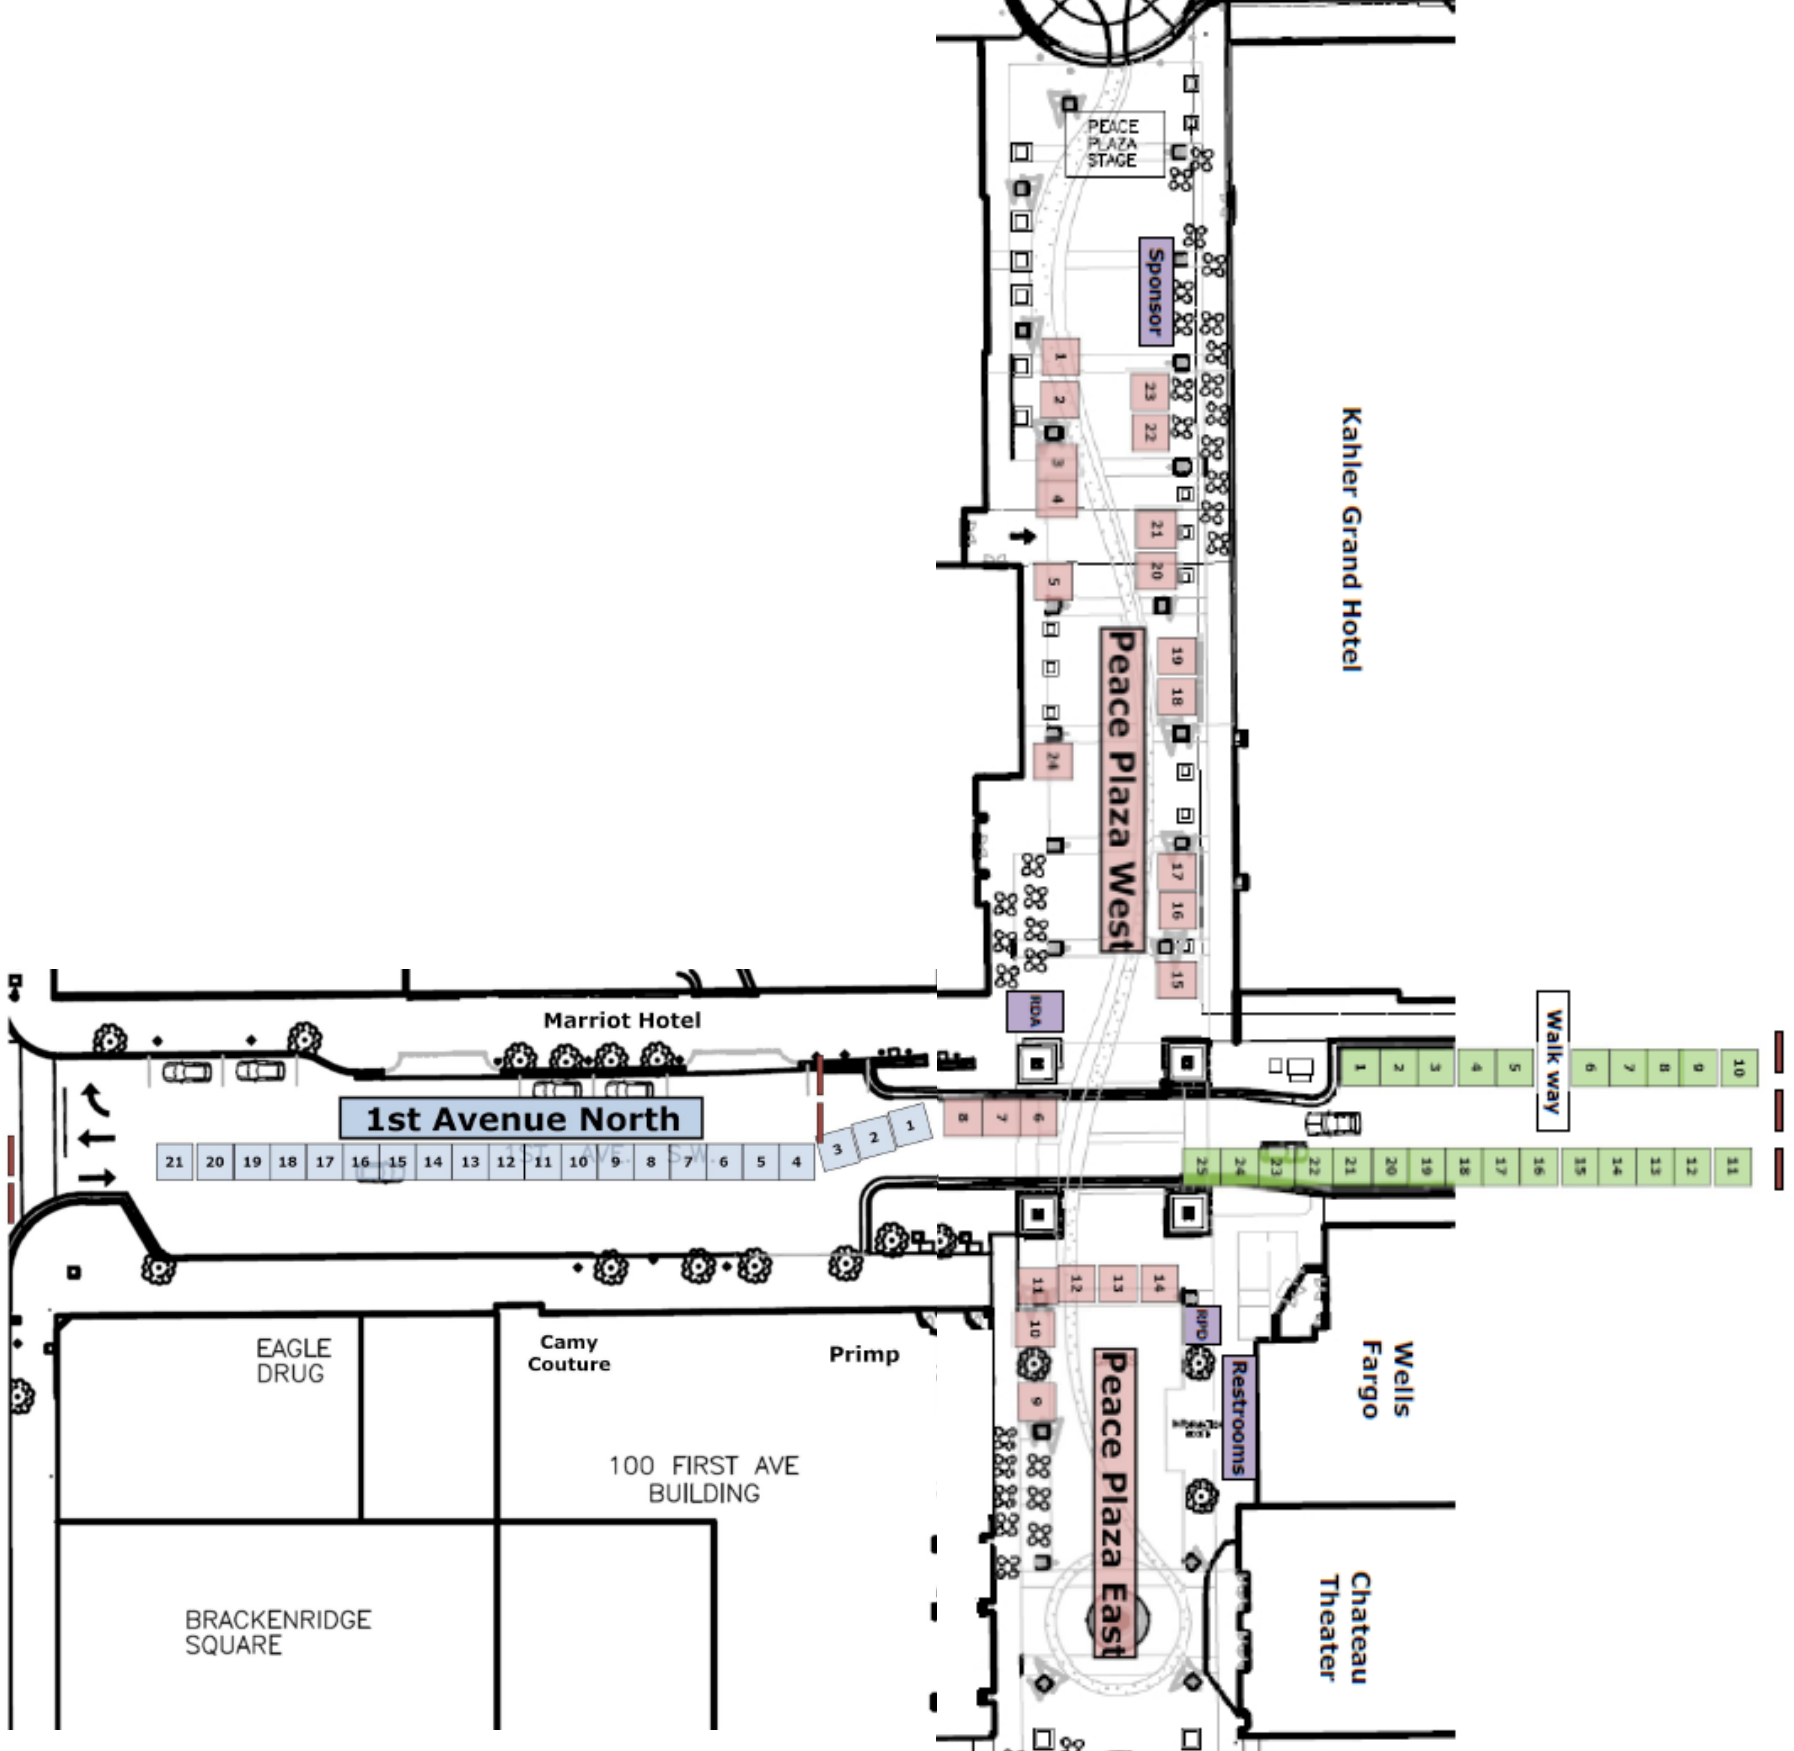 PEACE
PLAZA
STAGE
Sponsor
1
2
3
4
5
24
23
22
21
20
19
18
17
16
15
Kahler Grand Hotel
Peace Plaza West
RDA
Marriot Hotel
1st Avenue North
1ST AVE. S.W.
21 20 19 18 17 16 15 14 13 12 11 10 9 8 7 6 5 4 3 2 1
8 7 6
1 2 3 4 5
Walk way
6 7 8 9 10
25 24 23 22 21 20 19 18 17 16 15 14 13 12 11
11 12 13 14
10
9
RPD
Restrooms
Peace Plaza East
Wells
Fargo
Chateau
Theater
EAGLE
DRUG
Camy
Couture
Primp
100 FIRST AVE
BUILDING
BRACKENRIDGE
SQUARE